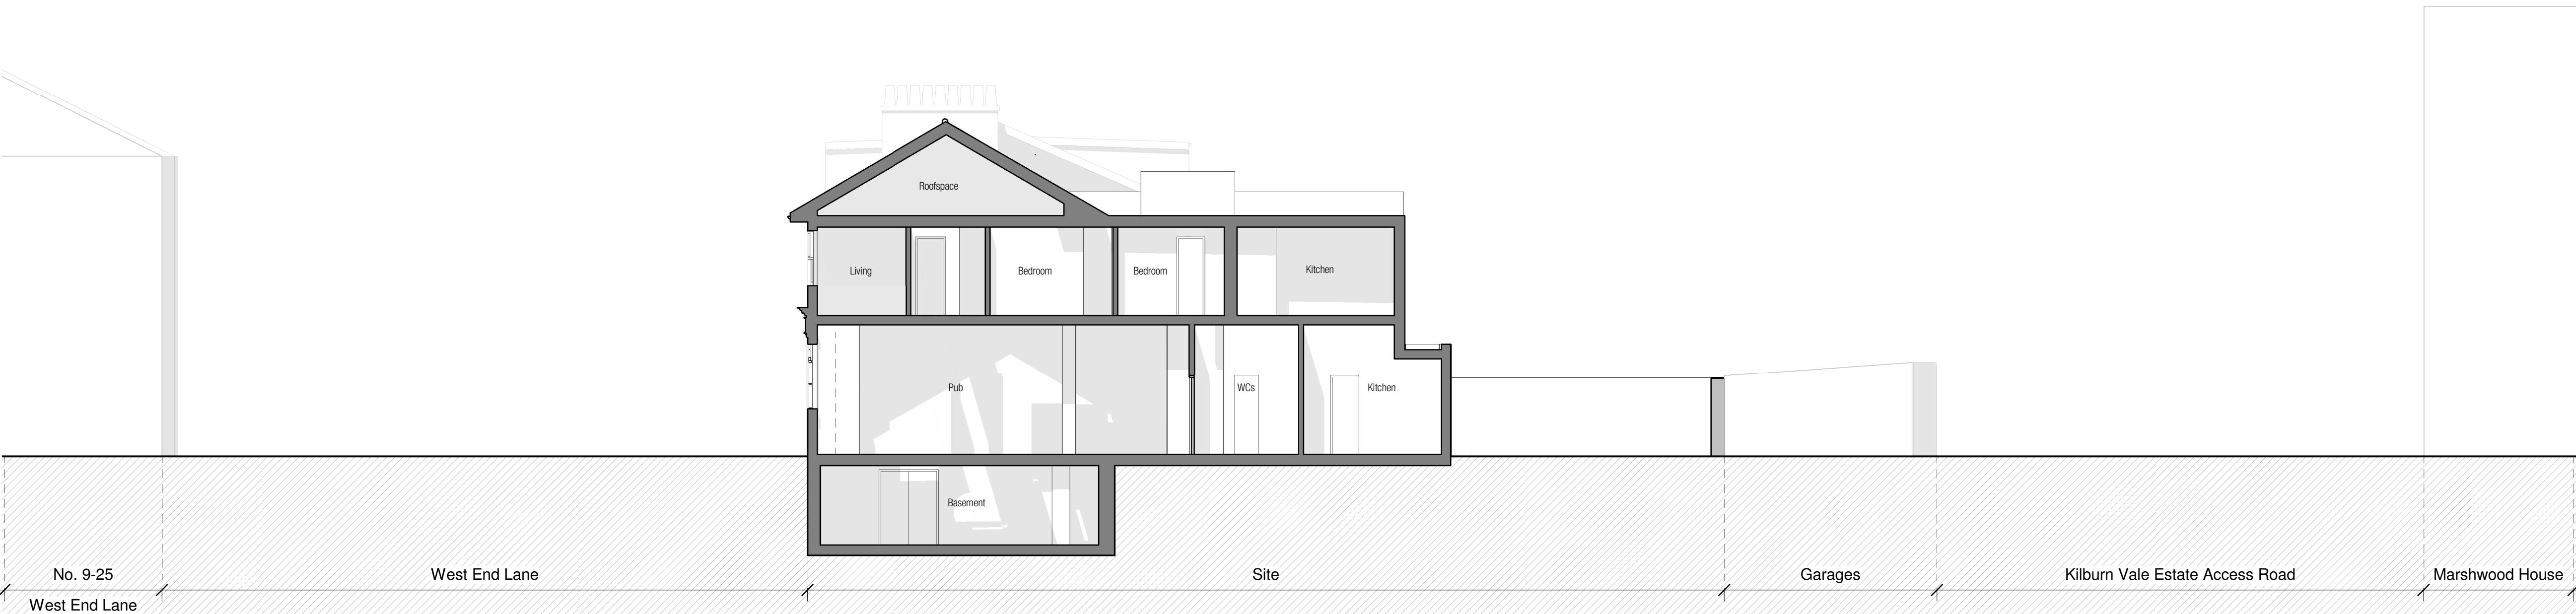 Roofspace
Living
Bedroom
Bedroom
Kitchen
Pub
WCs
Kitchen
Basement
No. 9-25
West End Lane
West End Lane
Site
Garages
Kilburn Vale Estate Access Road
Marshwood House